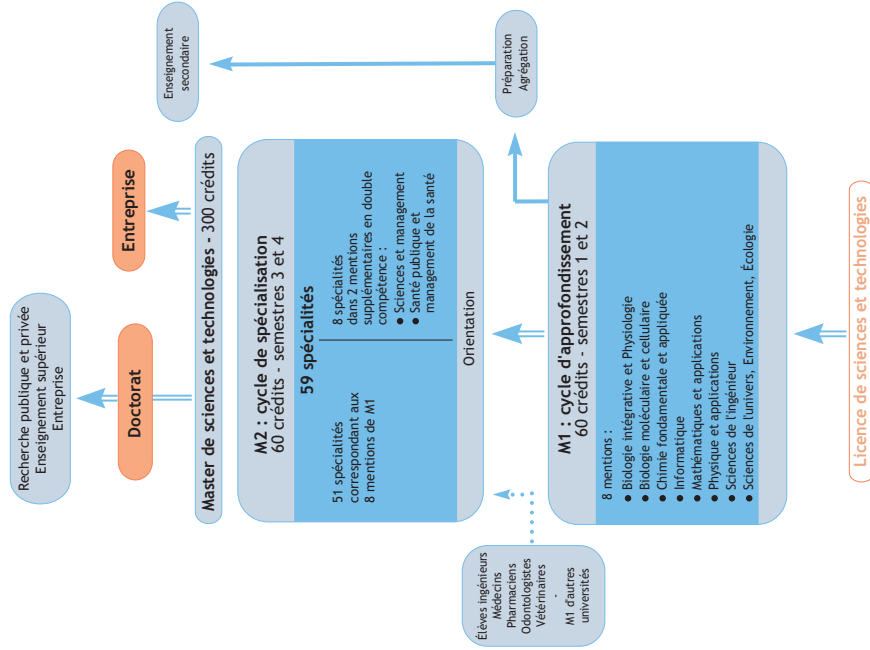 Recherche publique et privée
Enseignement supérieur
Entreprise
Doctorat
Entreprise
Enseignement
secondaire
Master de sciences et technologies - 300 crédits
M2 : cycle de spécialisation
60 crédits - semestres 3 et 4
59 spécialités
51 spécialités
correspondant aux
8 mentions de M1
8 spécialités
dans 2 mentions
supplémentaires en double
compétence :
● Sciences et management
● Santé publique et
management de la santé
Orientation
Élèves ingénieurs
Médecins
Pharmaciens
Odontologistes
Vétérinaires
-
M1 d'autres
universités
Préparation
Agrégation
M1 : cycle d'approfondissement
60 crédits - semestres 1 et 2
8 mentions :
● Biologie intégrative et Physiologie
● Biologie moléculaire et cellulaire
● Chimie fondamentale et appliquée
● Informatique
● Mathématiques et applications
● Physique et applications
● Sciences de l'ingénieur
● Sciences de l'univers, Environnement, Écologie
Licence de sciences et technologies